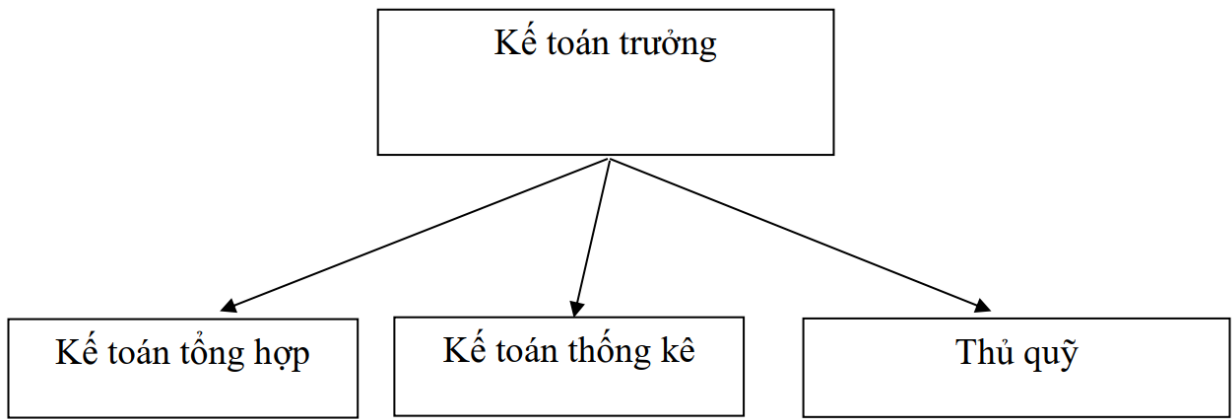 Kế toán trưởng
Kế toán tổng hợp
Kế toán thống kê
Thủ quỹ